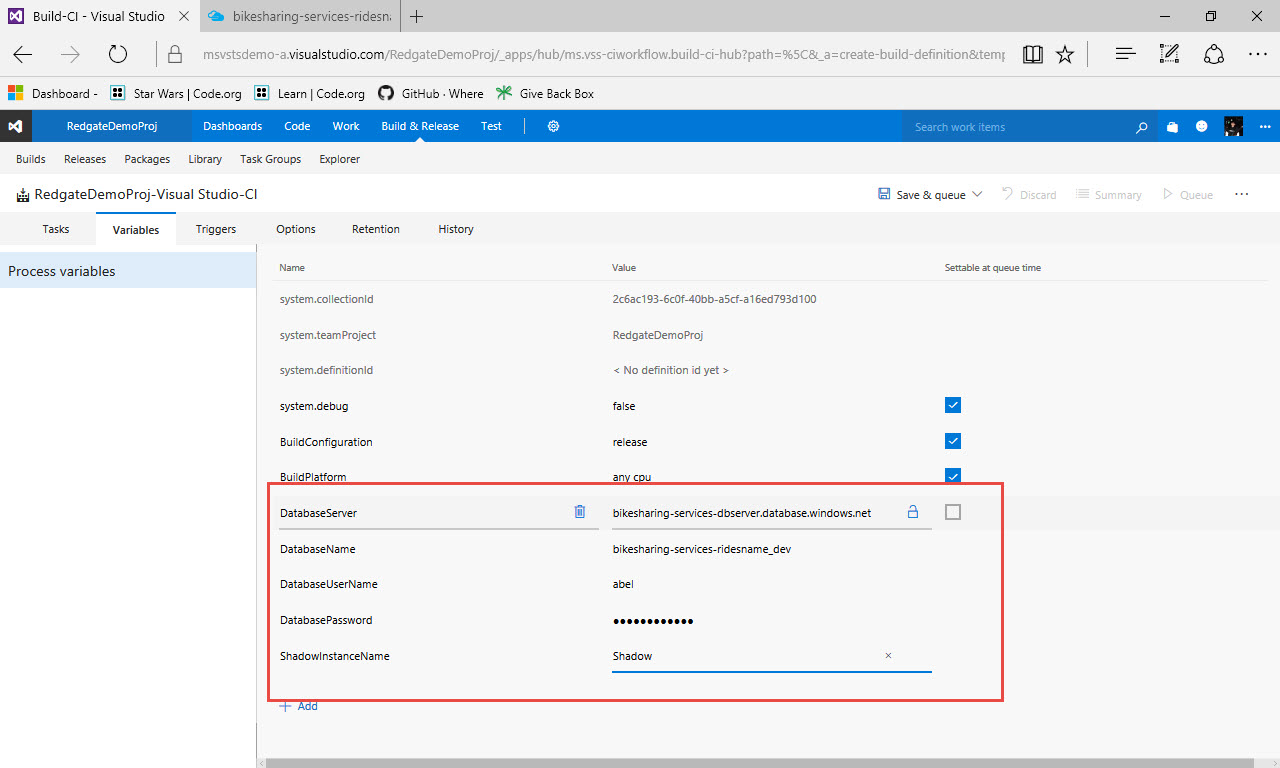 Build-CI - Visual Studio
bikesharing-services-ridesna
msvstsdemo-a.visualstudio.com/RedgateDemoProj/_apps/hub/ms.vss-ciworkflow.build-ci-hub?path=%5C&_a=create-build-definition&temp
Dashboard -
Star Wars | Code.org
Learn | Code.org
GitHub · Where
Give Back Box
RedgateDemoProj
Dashboards
Code
Work
Build & Release
Test
Search work items
Builds
Releases
Packages
Library
Task Groups
Explorer
RedgateDemoProj-Visual Studio-CI
Save & queue
Discard
Summary
Queue
Tasks
Variables
Triggers
Options
Retention
History
Process variables
Name Value Settable at queue time
system.collectionId 2c6ac193-6c0f-40bb-a5cf-a16ed793d100
system.teamProject RedgateDemoProj
system.definitionId < No definition id yet >
system.debug false
BuildConfiguration release
BuildPlatform any cpu
DatabaseServer bikesharing-services-dbserver.database.windows.net
DatabaseName bikesharing-services-ridesname_dev
DatabaseUserName abel
DatabasePassword ••••••••••••
ShadowInstanceName Shadow
+ Add